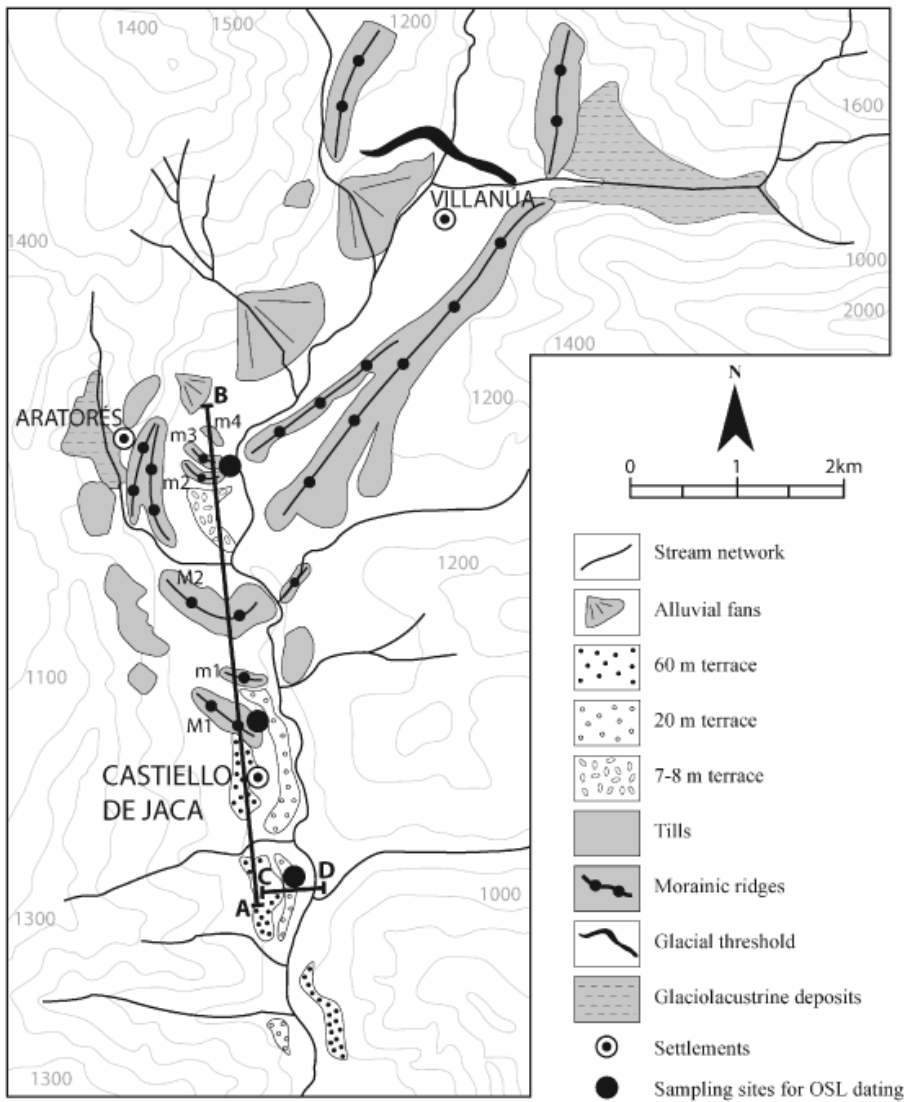 1400
1500
1200
1600
VILLANÚA
1400
1000
2000
1400
N
B
1200
ARATORÉS
m4
m3
0 1 2km
m2
Stream network
1200
M2
Alluvial fans
60 m terrace
1100
m1
20 m terrace
M1
CASTIELLO
DE JACA
7-8 m terrace
Tills
C
D
Morainic ridges
A
1000
1300
Glacial threshold
Glaciolacustrine deposits
Settlements
1300
Sampling sites for OSL dating